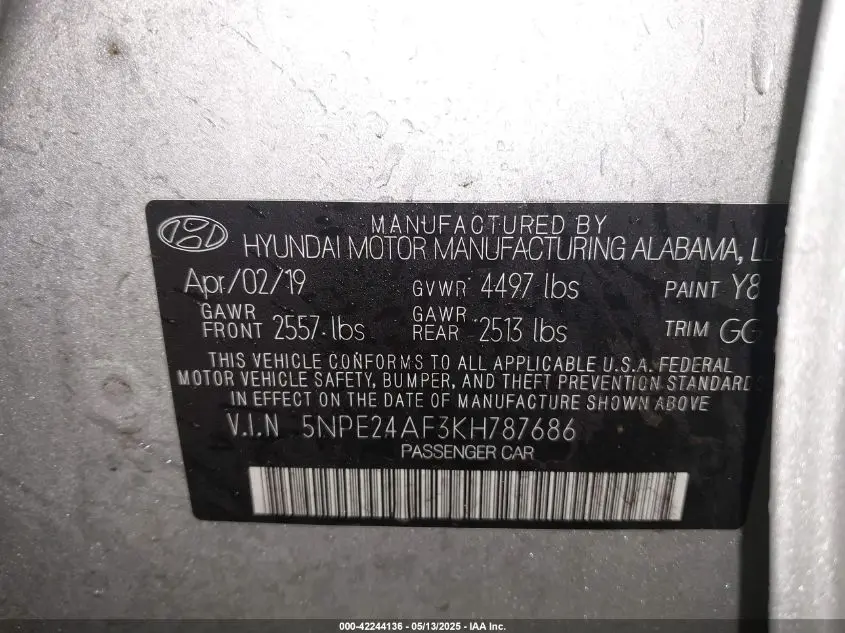 MANUFACTURED BY
HYUNDAI MOTOR MANUFACTURING ALABAMA, LLC
Apr/02/19 GVWR 4497 lbs PAINT Y8
GAWR FRONT 2557. lbs GAWR REAR 2513 lbs TRIM GG
THIS VEHICLE CONFORMS TO ALL APPLICABLE U.S.A. FEDERAL
MOTOR VEHICLE SAFETY, BUMPER, AND THEFT PREVENTION STANDARDS
IN EFFECT ON THE DATE OF MANUFACTURE SHOWN ABOVE
V.I.N 5NPE24AF3KH787686
PASSENGER CAR
000-42244136 - 05/13/2025 - IAA Inc.